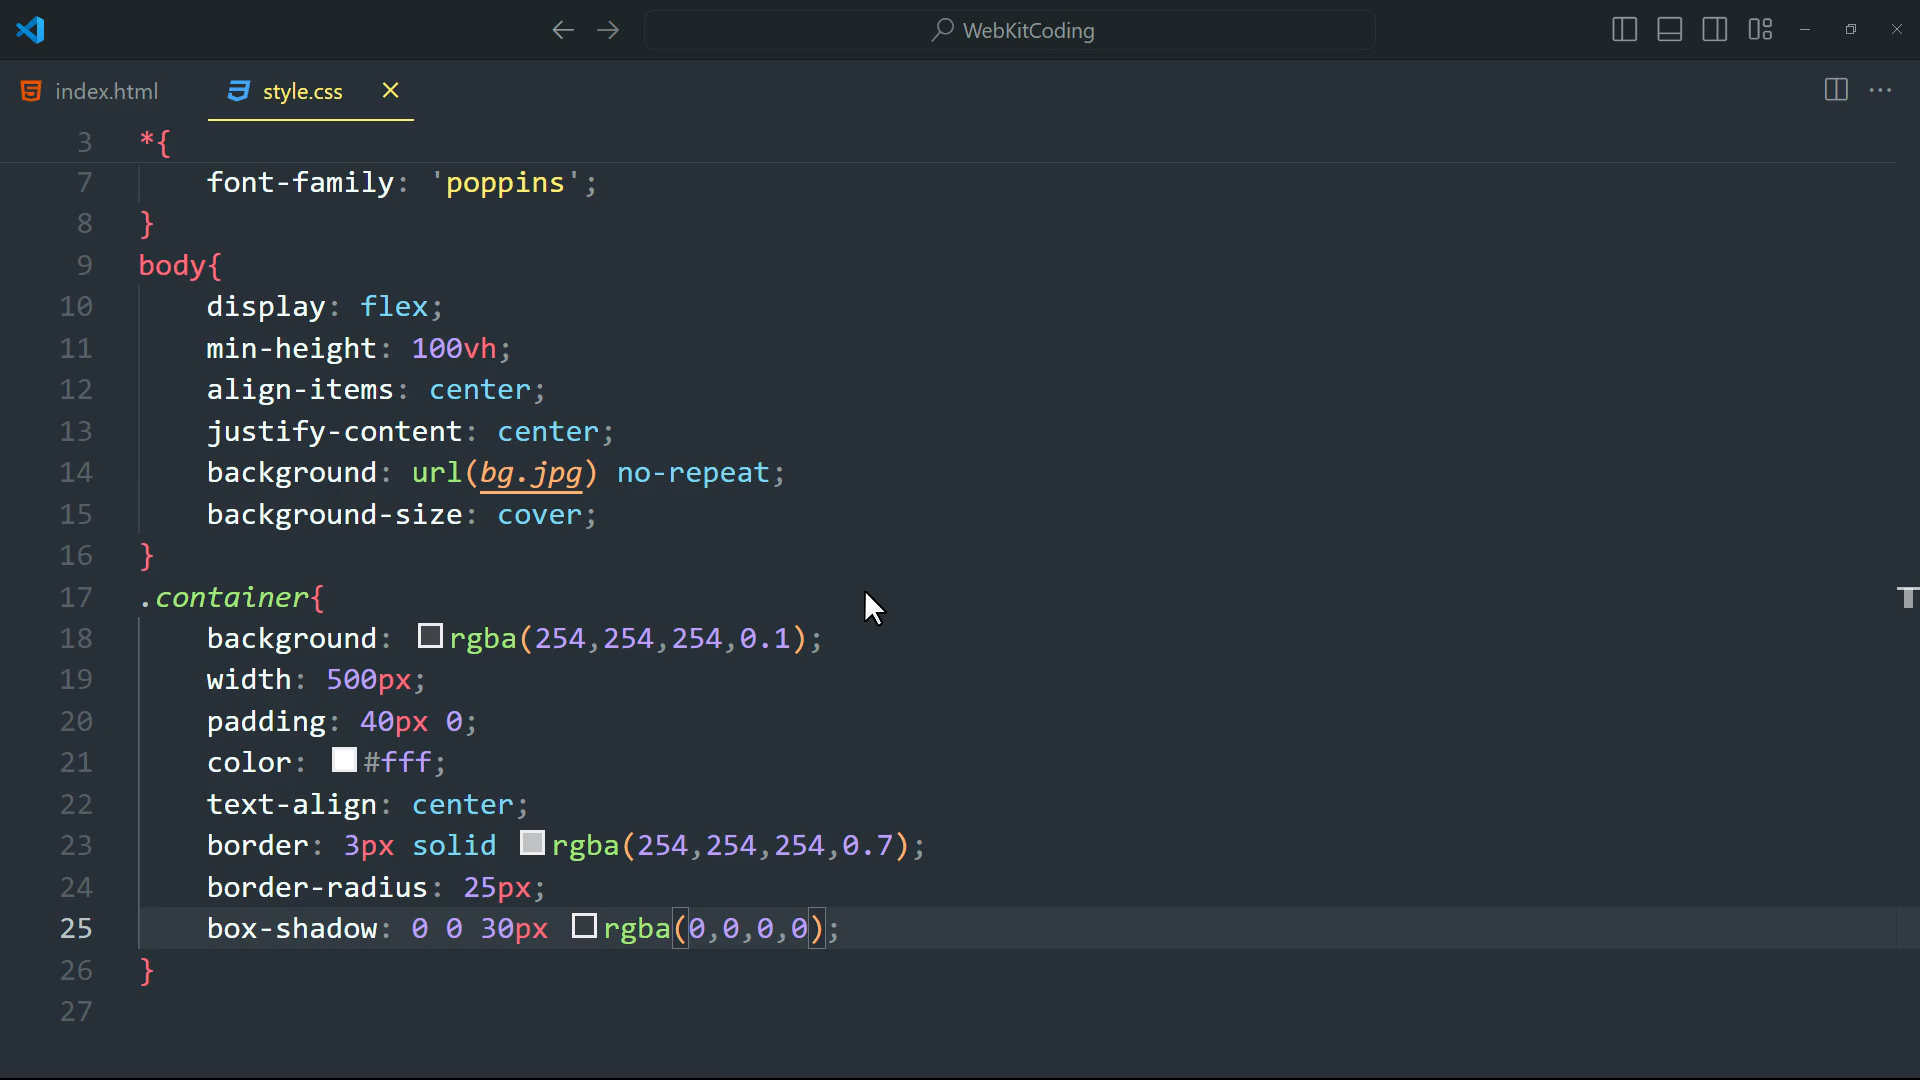 WebKitCoding
index.html style.css
3 *{
7 font-family: 'poppins';
8 }
9 body{
10 display: flex;
11 min-height: 100vh;
12 align-items: center;
13 justify-content: center;
14 background: url(bg.jpg) no-repeat;
15 background-size: cover;
16 }
17 .container{
18 background: rgba(254,254,254,0.1);
19 width: 500px;
20 padding: 40px 0;
21 color: #fff;
22 text-align: center;
23 border: 3px solid rgba(254,254,254,0.7);
24 border-radius: 25px;
25 box-shadow: 0 0 30px rgba(0,0,0,0);
26 }
27